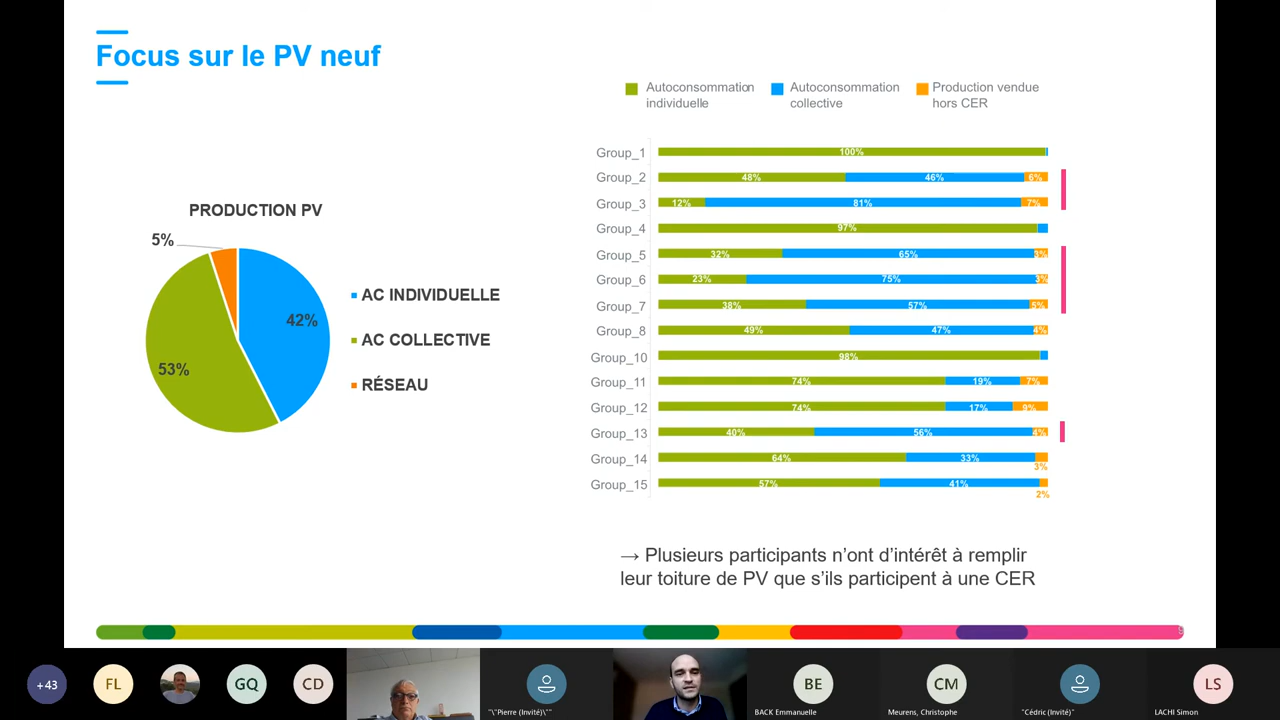 Focus sur le PV neuf
Autoconsommation individuelle
Autoconsommation collective
Production vendue hors CER
PRODUCTION PV
5%
42%
53%
AC INDIVIDUELLE
AC COLLECTIVE
RÉSEAU
Group_1 100%
Group_2 48% 46% 6%
Group_3 12% 81% 7%
Group_4 97%
Group_5 32% 65% 3%
Group_6 23% 75% 3%
Group_7 38% 57% 5%
Group_8 49% 47% 4%
Group_10 98%
Group_11 74% 19% 7%
Group_12 74% 17% 9%
Group_13 40% 56% 4%
Group_14 64% 33% 3%
Group_15 57% 41% 2%
→ Plusieurs participants n’ont d’intérêt à remplir
leur toiture de PV que s’ils participent à une CER
+43
FL
GQ
CD
"\"Pierre (Invité)\""
BE
BACK Emmanuelle
CM
Meurens, Christophe
"Cédric (Invité)"
LS
LACHI Simon